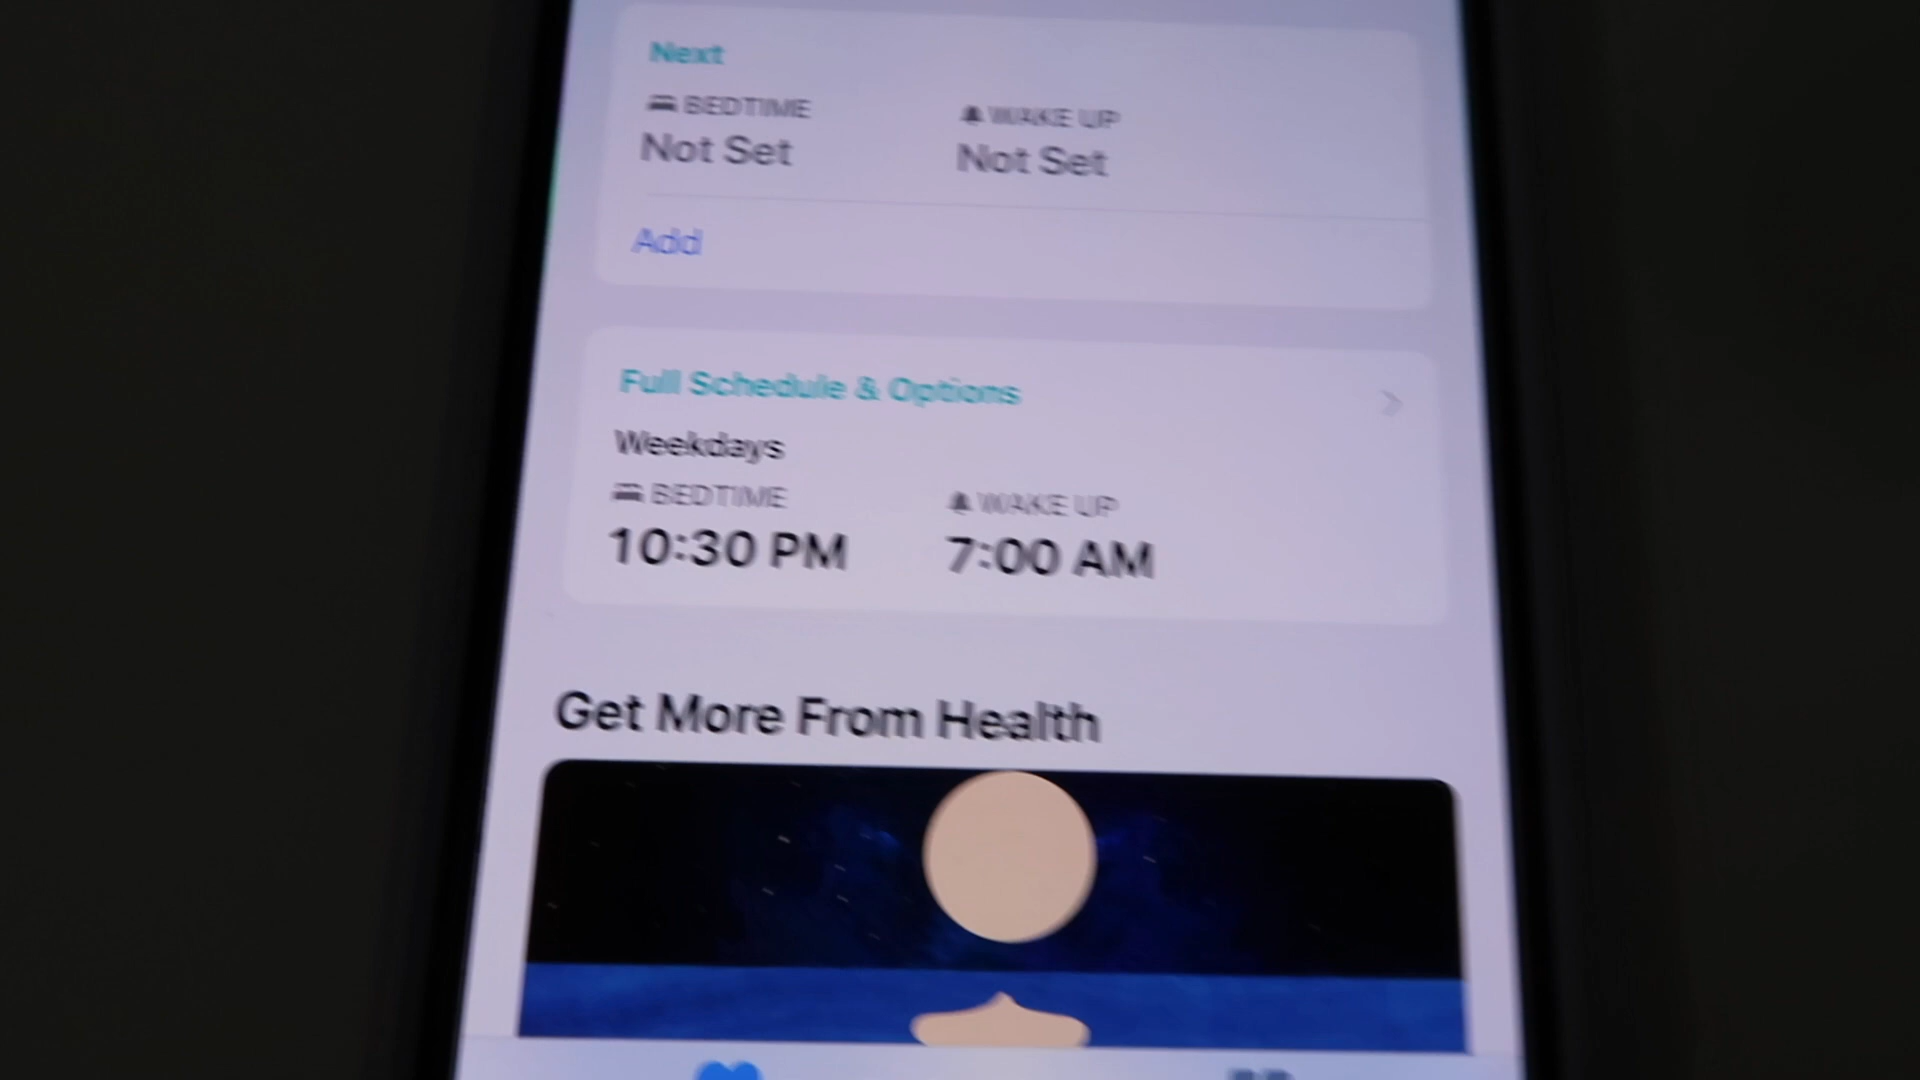 Next
BEDTIME WAKE UP
Not Set Not Set
Add
Full Schedule & Options
Weekdays
BEDTIME WAKE UP
10:30 PM 7:00 AM
Get More From Health